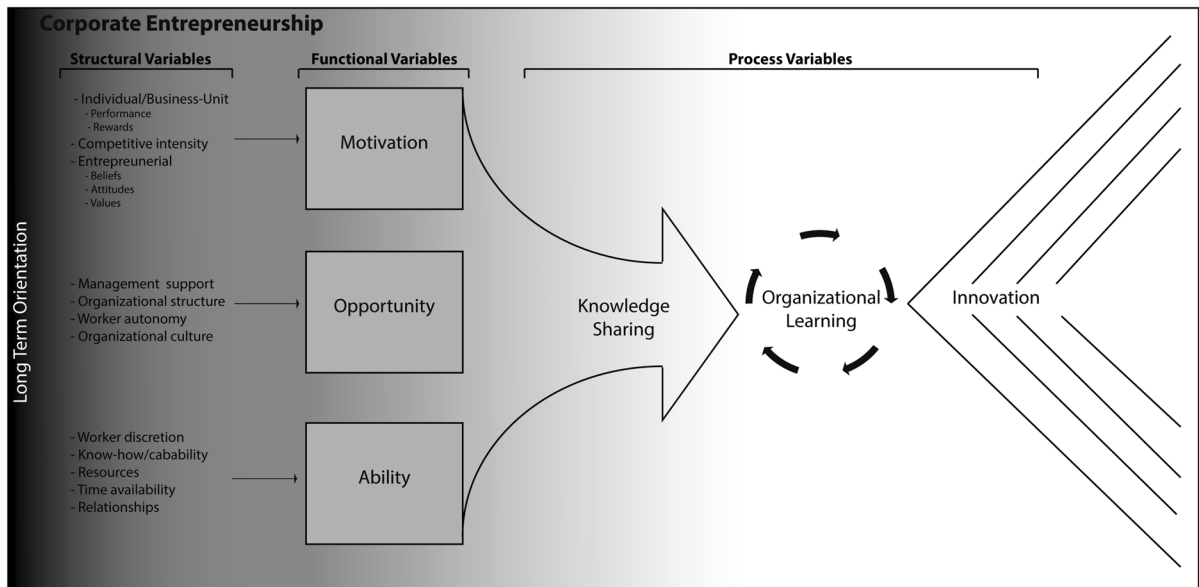 Corporate Entrepreneurship
Structural Variables
Functional Variables
Process Variables
Long Term Orientation
- Individual/Business-Unit
- Performance
- Rewards
- Competitive intensity
- Entrepreunerial
- Beliefs
- Attitudes
- Values
Motivation
- Management support
- Organizational structure
- Worker autonomy
- Organizational culture
Opportunity
- Worker discretion
- Know-how/cabability
- Resources
- Time availability
- Relationships
Ability
Knowledge
Sharing
Organizational
Learning
Innovation